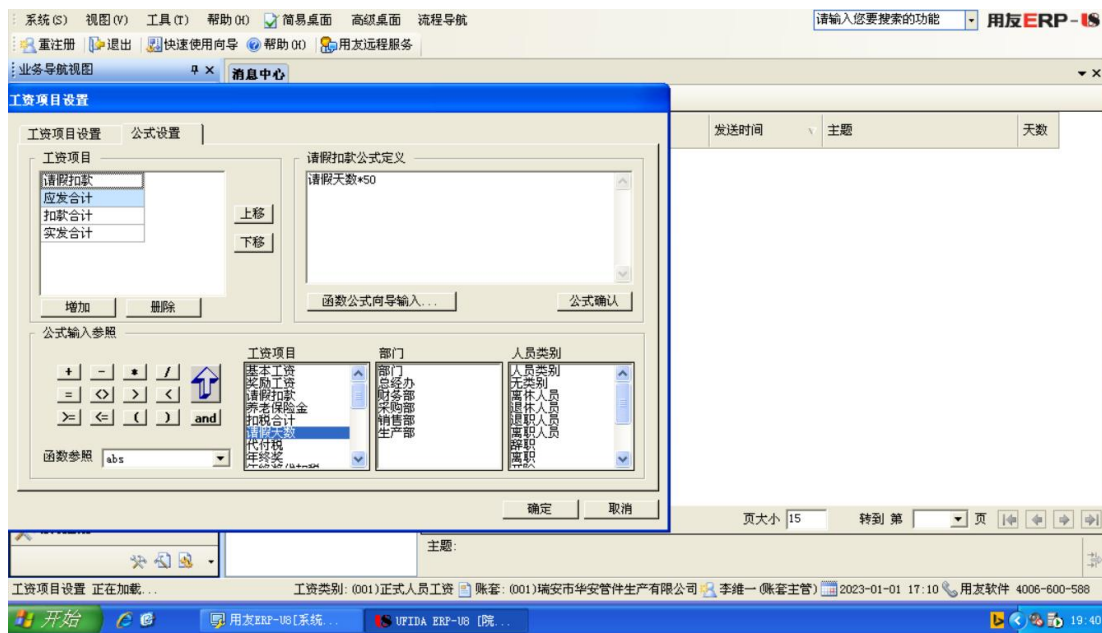 系统(S) 视图(V) 工具(T) 帮助(H) 简易桌面 高级桌面 流程导航 请输入您要搜索的功能 用友ERP-U8
重注册 退出 快速使用向导 帮助(H) 用友远程服务
业务导航视图 消息中心
工资项目设置
发送时间 主题 天数
工资项目设置 公式设置
工资项目 请假扣款公式定义
请假扣款 请假天数*50
应发合计
扣款合计
实发合计
上移
下移
增加 删除 函数公式向导输入... 公式确认
公式输入参照
工资项目 部门 人员类别
+ - * / 基本工资 部门 人员类别
奖励工资 总经办 无类别
= <> > < 请假扣款 财务部 离休人员
养老保险金 采购部 退休人员
>= <= ( ) and 扣税合计 销售部 退职人员
请假天数 生产部 离职人员
代付税 辞职
函数参照 abs 年终奖 离职
年终奖代扣税 开除
确定 取消
页大小 15 转到 第 页
主题:
工资项目设置 正在加载... 工资类别: (001)正式人员工资 账套: (001)瑞安市华安管件生产有限公司 李维一(账套主管) 2023-01-01 17:10 用友软件 4006-600-588
开始 用友ERP-U8[系统... UFIDA ERP-U8 [院... 19:40